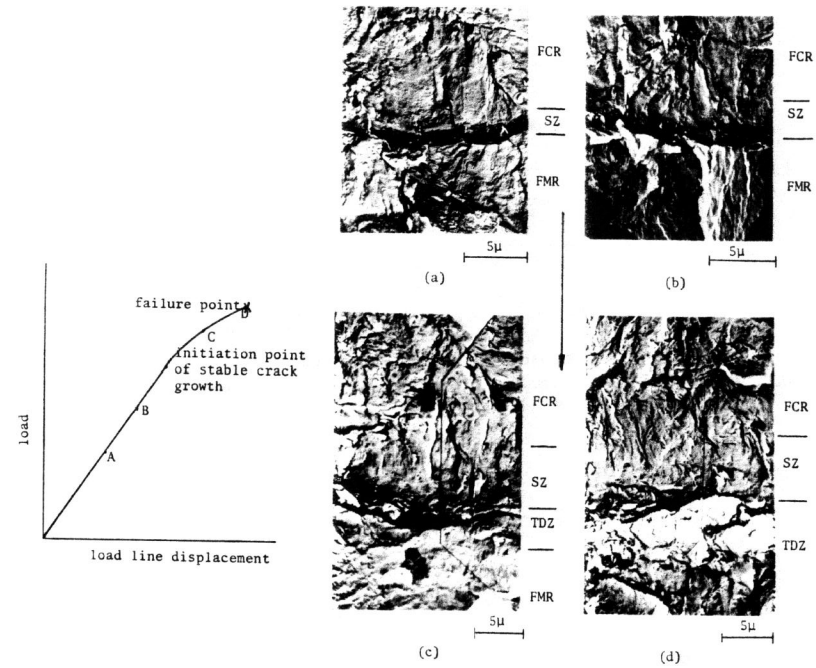 FCR
SZ
FMR
5μ
(a)
FCR
SZ
FMR
5μ
(b)
failure point
D
C
Initiation point
of stable crack
growth
B
A
load
load line displacement
FCR
SZ
TDZ
FMR
5μ
(c)
FCR
SZ
TDZ
5μ
(d)